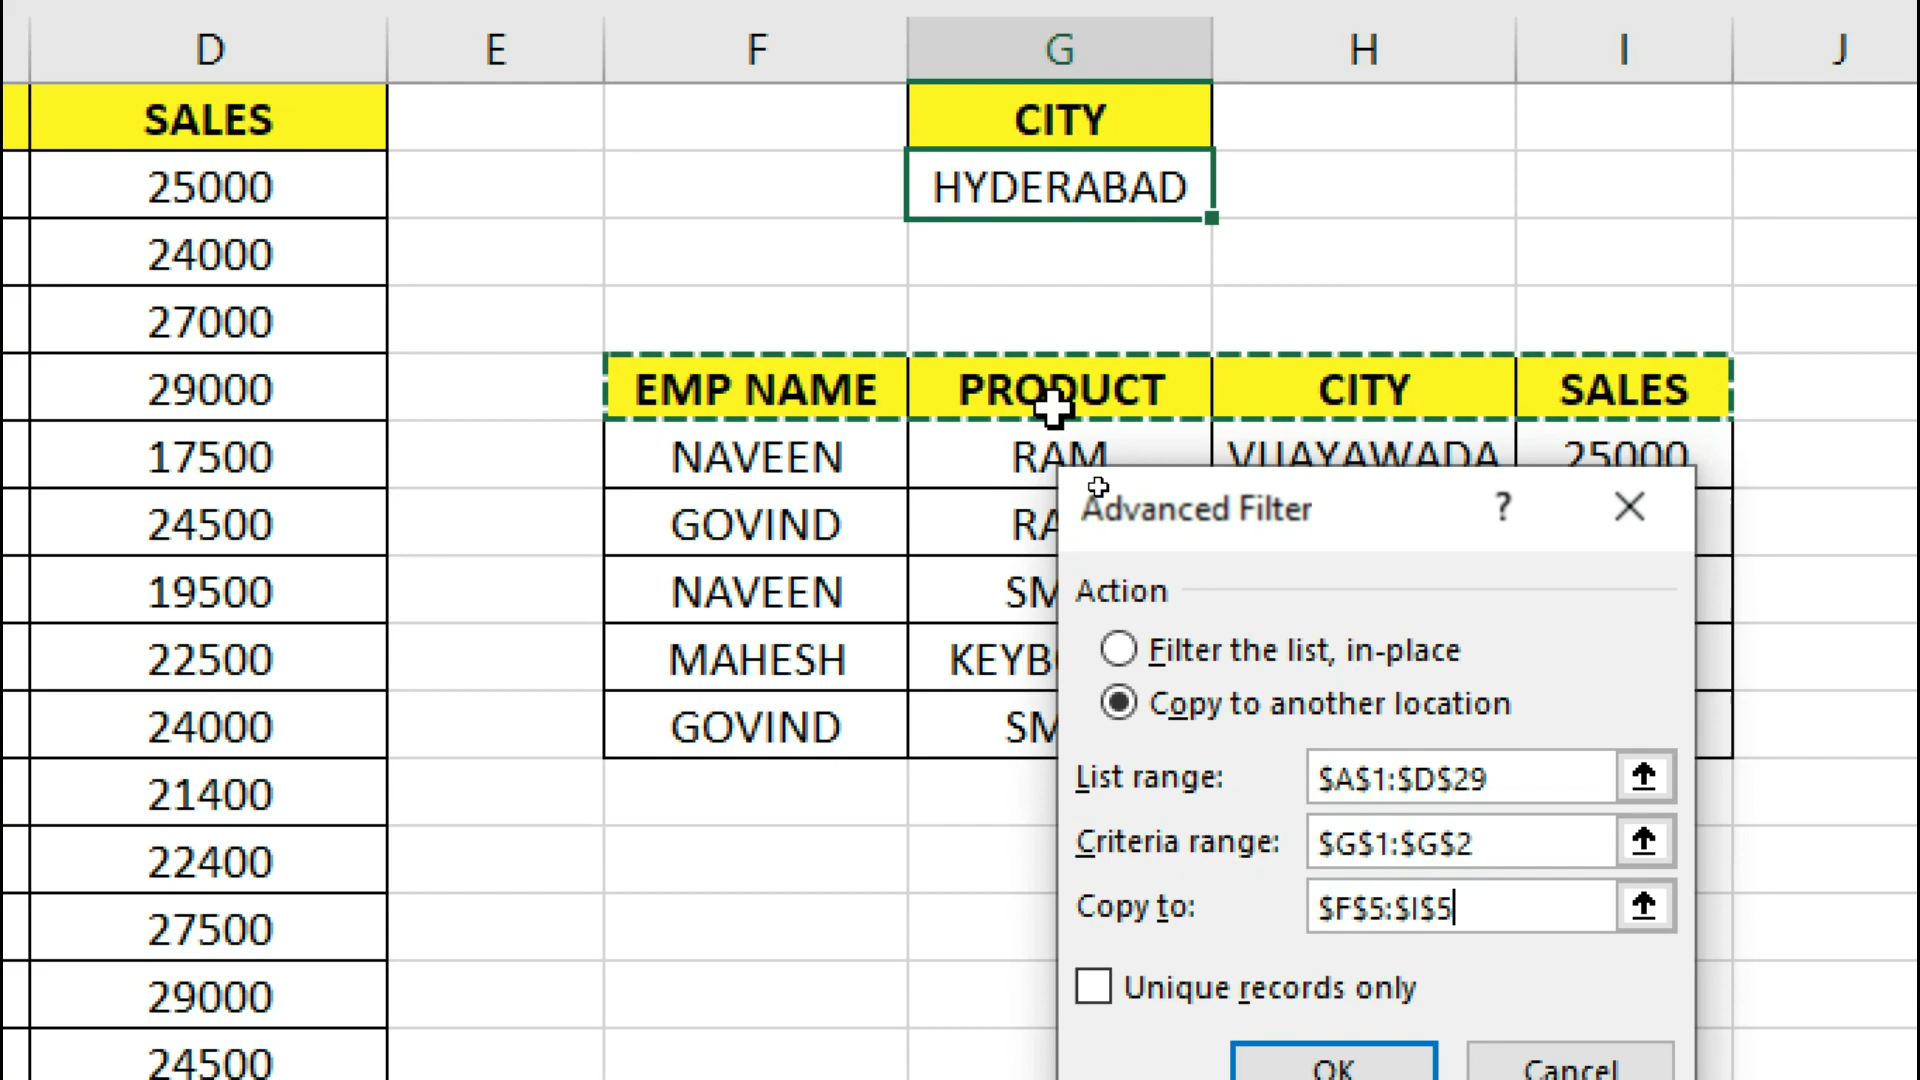 D E F G H I J
SALES CITY
25000 HYDERABAD
24000
27000
29000 EMP NAME PRODUCT CITY SALES
17500 NAVEEN RAM VIJAYAWADA 25000
24500 GOVIND RA
19500 NAVEEN SM
22500 MAHESH KEYB
24000 GOVIND SM
21400
22400
27500
29000
24500
Advanced Filter ? ×
Action
Filter the list, in-place
Copy to another location
List range: $A$1:$D$29
Criteria range: $G$1:$G$2
Copy to: $F$5:$I$5
Unique records only
OK Cancel